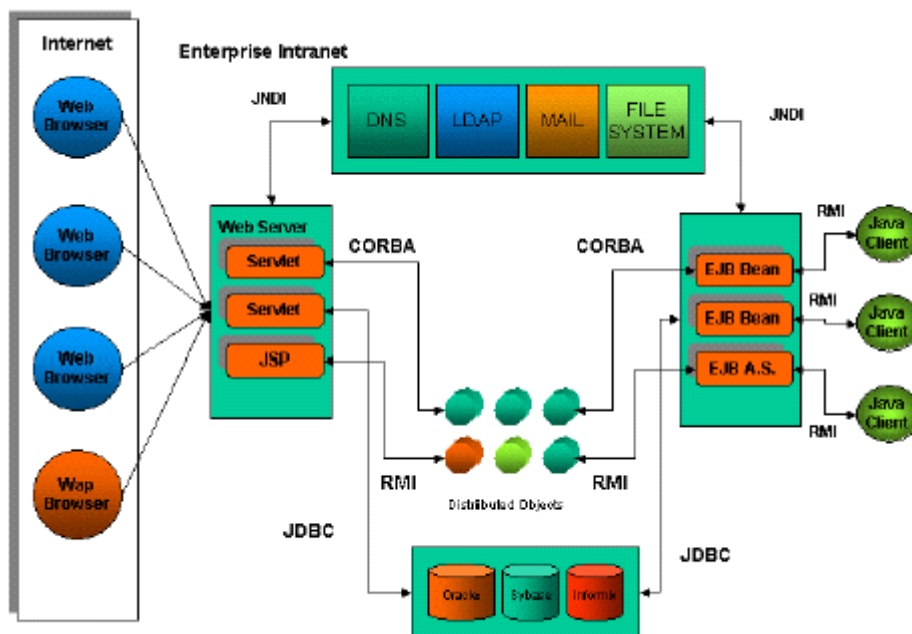 Internet
Web
Browser
Web
Browser
Web
Browser
Wap
Browser
Enterprise Intranet
JNDI
DNS
LDAP
MAIL
FILE
SYSTEM
JNDI
Web Server
Servlet
Servlet
JSP
CORBA
CORBA
EJB Bean
EJB Bean
EJB A.S.
RMI
Java
Client
RMI
Java
Client
RMI
Java
Client
RMI
RMI
Distributed Objects
JDBC
JDBC
Oracle
Sybase
Informix